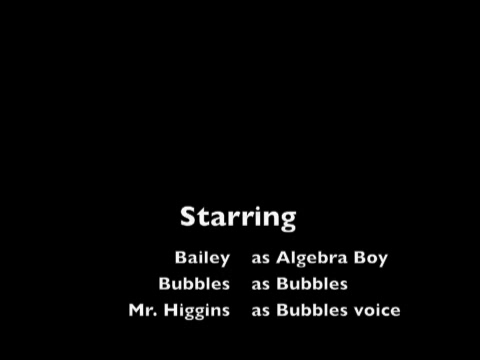 Starring
Bailey as Algebra Boy
Bubbles as Bubbles
Mr. Higgins as Bubbles voice